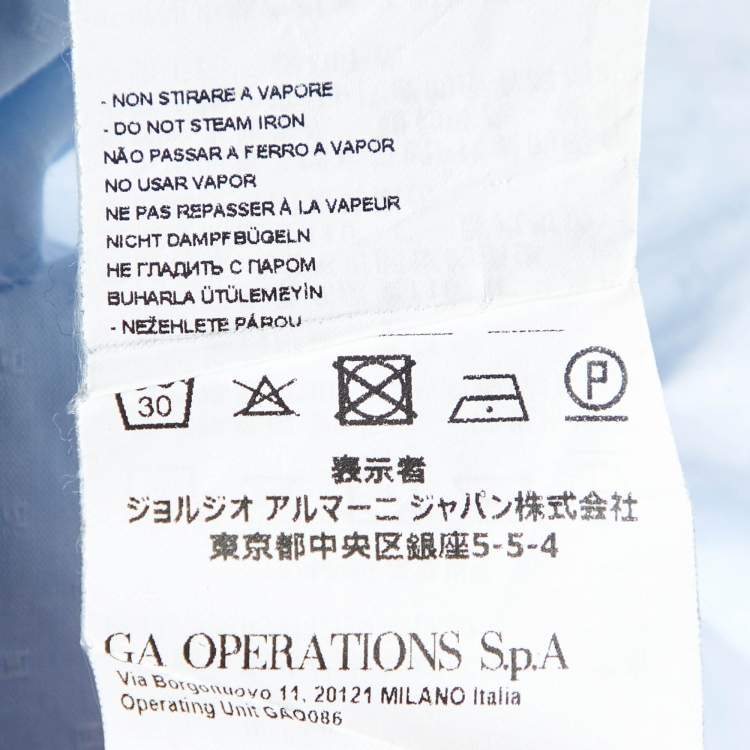 - NON STIRARE A VAPORE
- DO NOT STEAM IRON
NÃO PASSAR A FERRO A VAPOR
NO USAR VAPOR
NE PAS REPASSER À LA VAPEUR
NICHT DAMPFBÜGELN
НЕ ГЛАДИТЬ С ПАРОМ
BUHARLA ÜTÜLEMEYİN
- NEŽEHLETE PÁROU
30
P
表示者
ジョルジオ アルマーニ ジャパン株式会社
東京都中央区銀座5-5-4
GA OPERATIONS S.p.A
Via Borgonuovo 11, 20121 MILANO Italia
Operating Unit GAO086